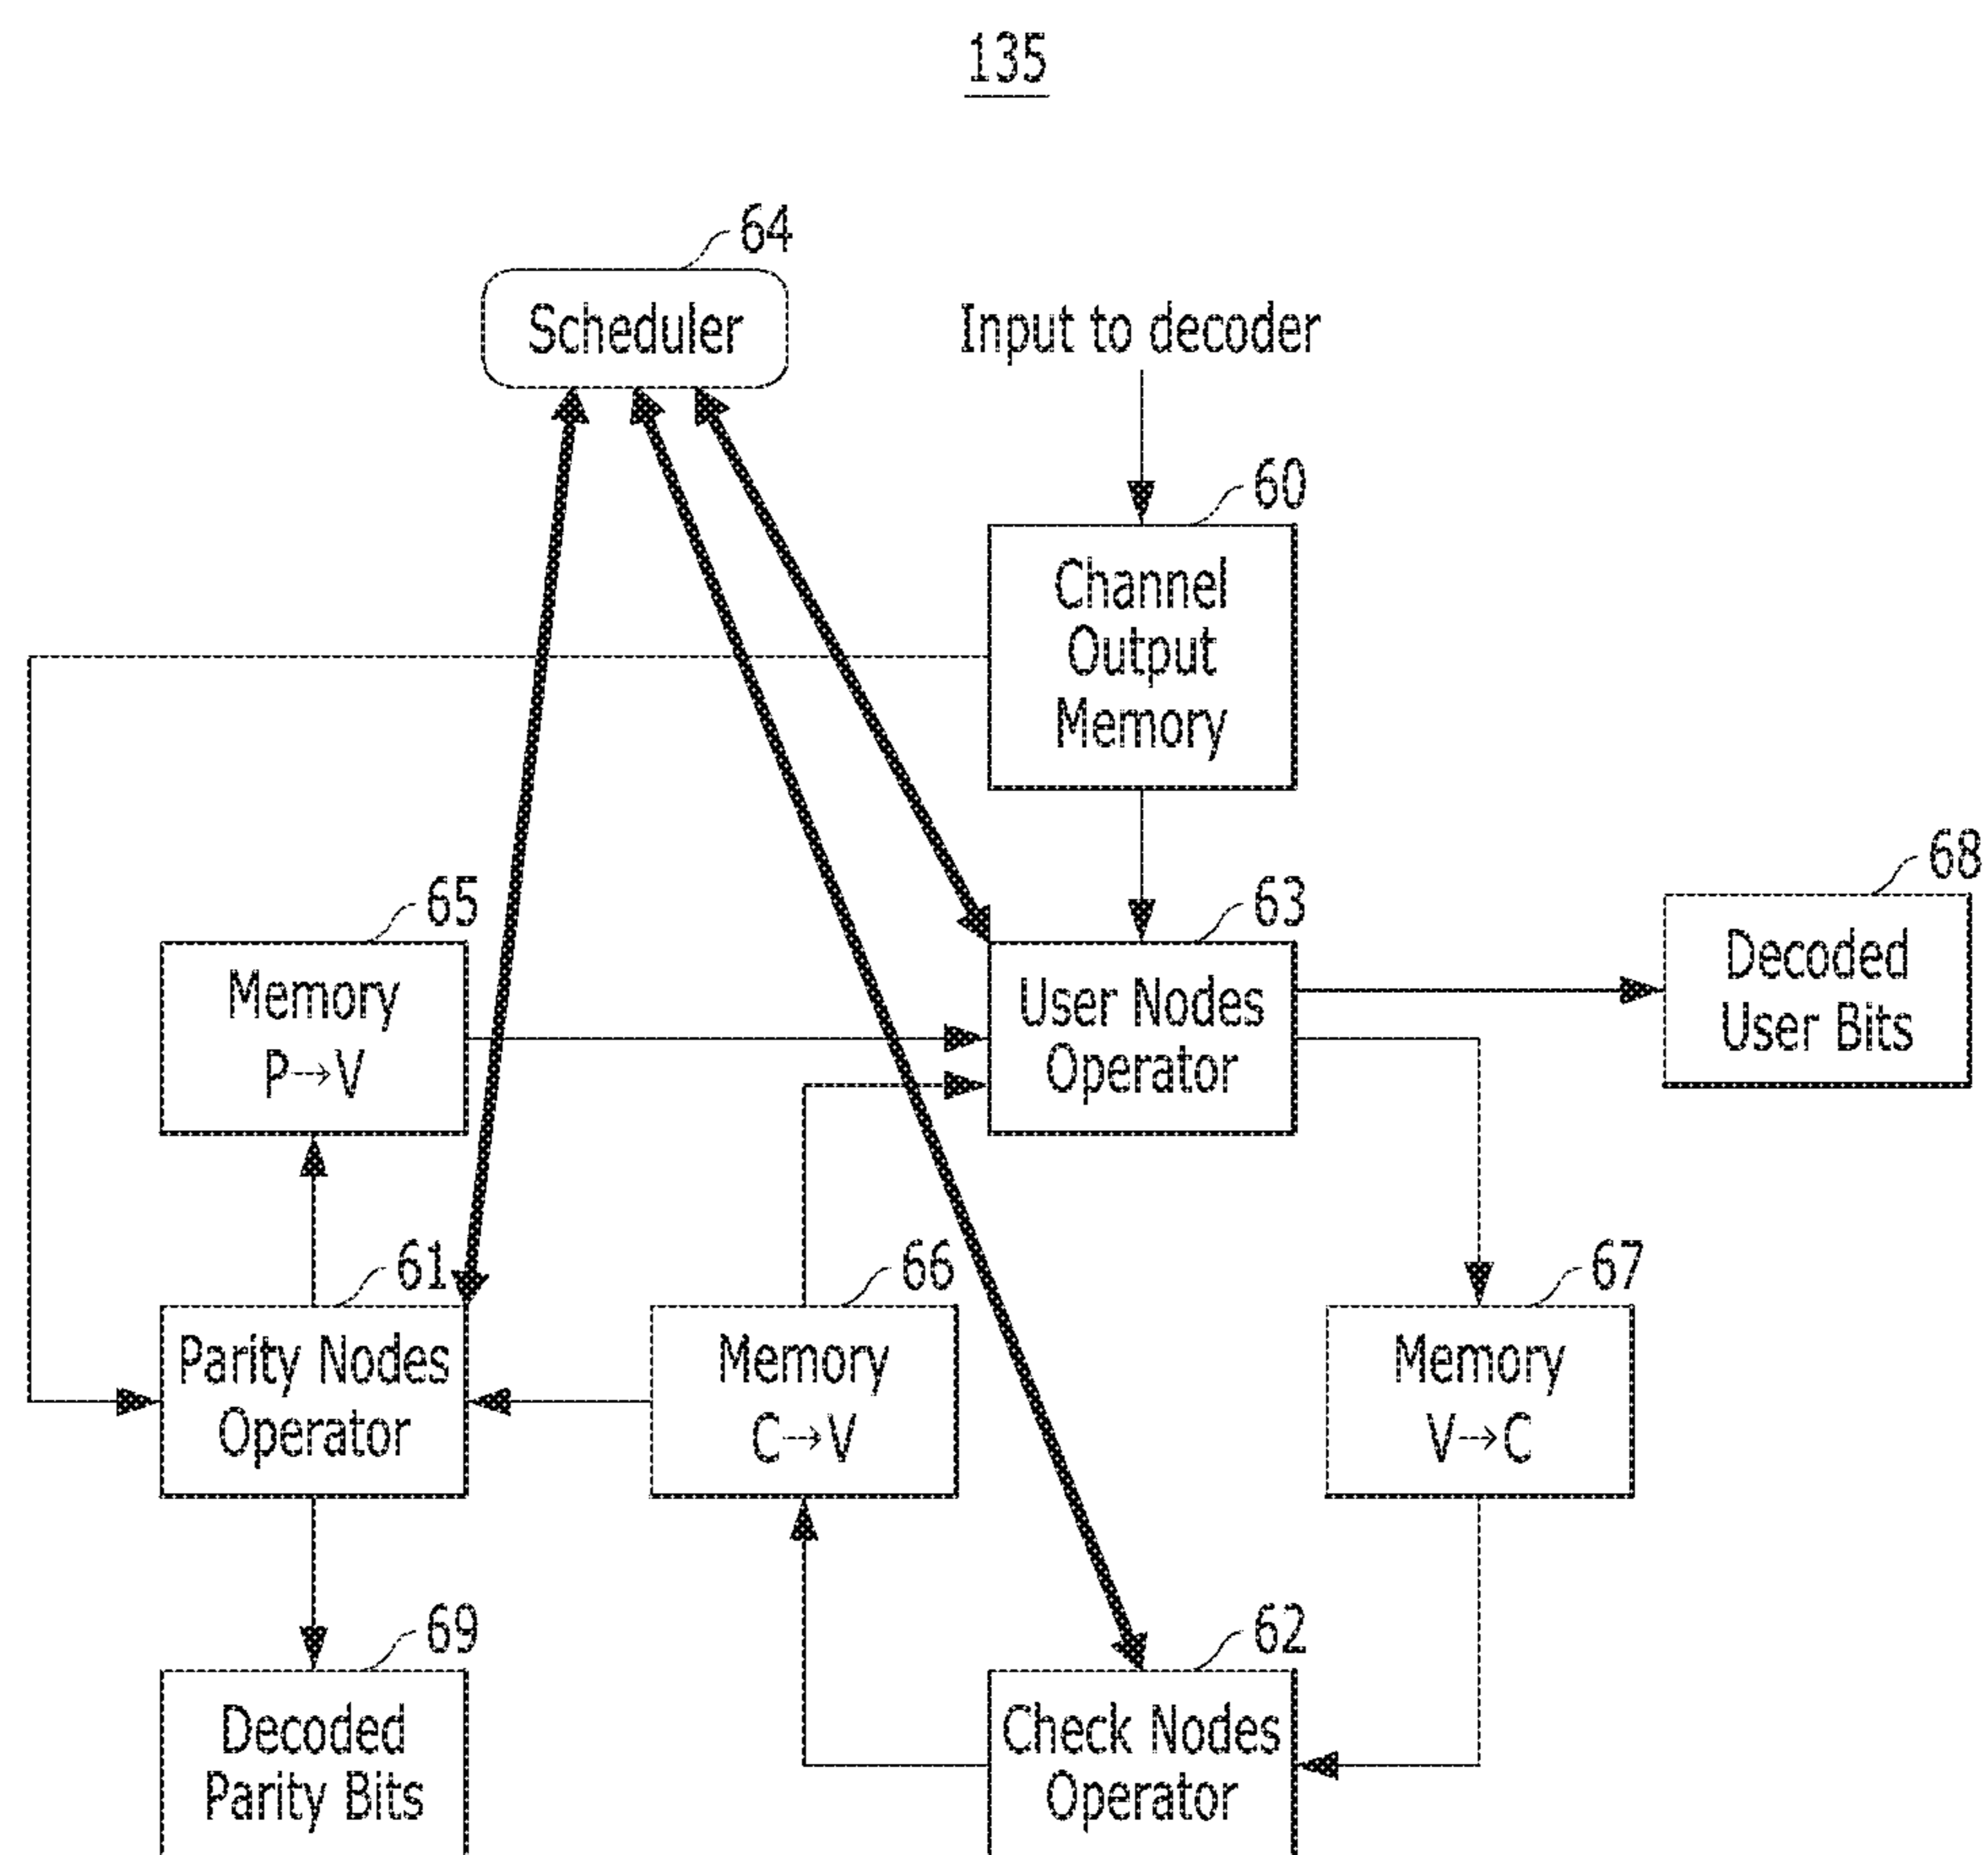 135
64
Scheduler
Input to decoder
60
Channel
Output
Memory
68
Decoded
User Bits
65
Memory
P→V
63
User Nodes
Operator
61
Parity Nodes
Operator
66
Memory
C→V
67
Memory
V→C
69
Decoded
Parity Bits
62
Check Nodes
Operator